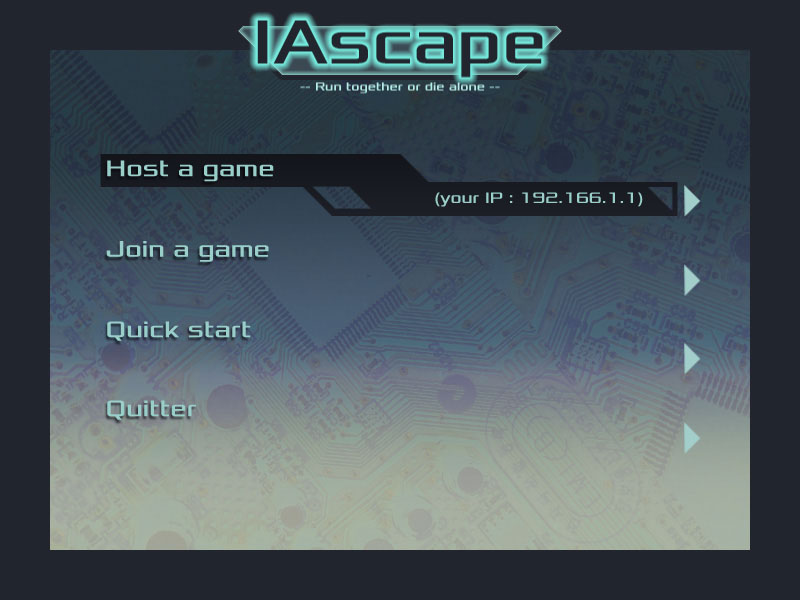 IAscape
-- Run together or die alone --
Host a game
(your IP : 192.166.1.1)
Join a game
Quick start
Quitter